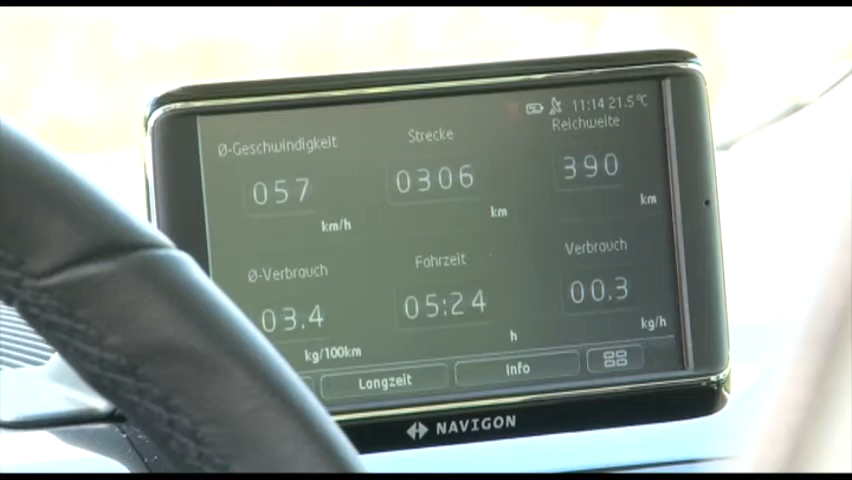 11:14 21.5°C
Ø-Geschwindigkeit Strecke Reichweite
057 0306 390
km/h km km
Ø-Verbrauch Fahrzeit Verbrauch
03.4 05:24 00.3
kg/100km h kg/h
Langzeit Info
NAVIGON